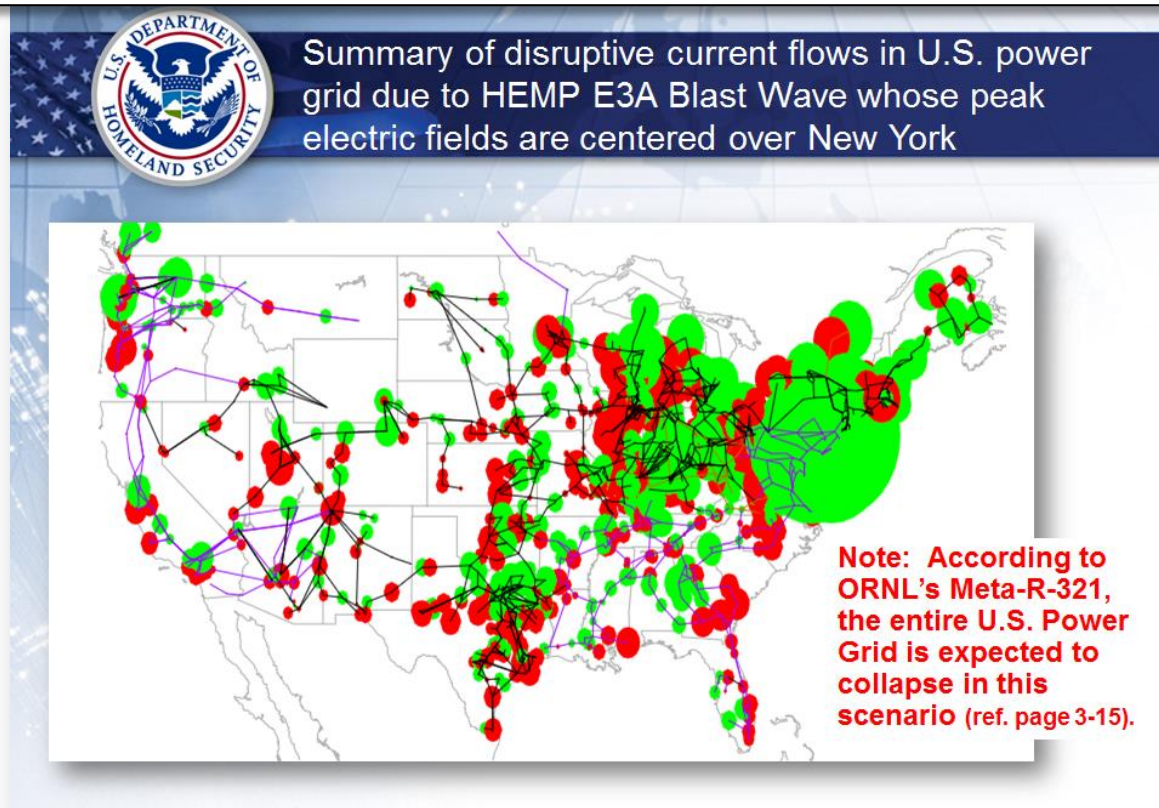 U.S. DEPARTMENT OF
HOMELAND SECURITY
Summary of disruptive current flows in U.S. power
grid due to HEMP E3A Blast Wave whose peak
electric fields are centered over New York
Note: According to
ORNL's Meta-R-321,
the entire U.S. Power
Grid is expected to
collapse in this
scenario (ref. page 3-15).